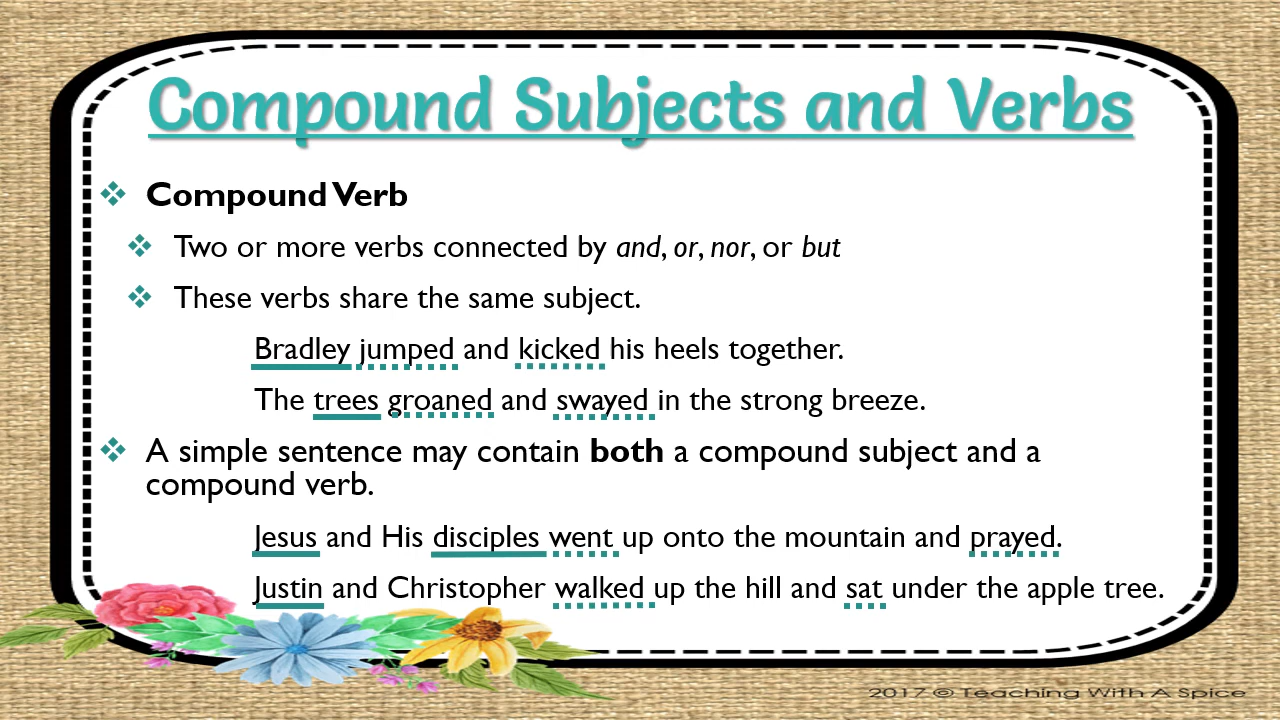 Compound Subjects and Verbs
Compound Verb
Two or more verbs connected by and, or, nor, or but
These verbs share the same subject.
Bradley jumped and kicked his heels together.
The trees groaned and swayed in the strong breeze.
A simple sentence may contain both a compound subject and a
compound verb.
Jesus and His disciples went up onto the mountain and prayed.
Justin and Christopher walked up the hill and sat under the apple tree.
2017 © Teaching With A Spice